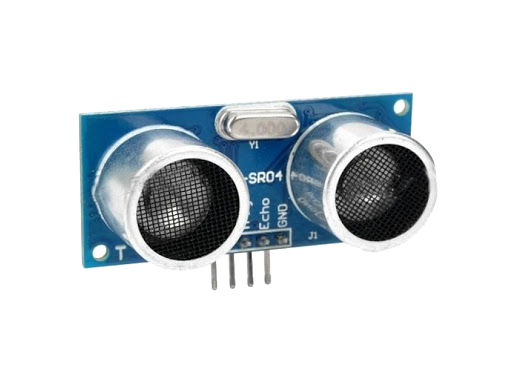 4.000
Y1
-SR04
Echo
GND
T
J1